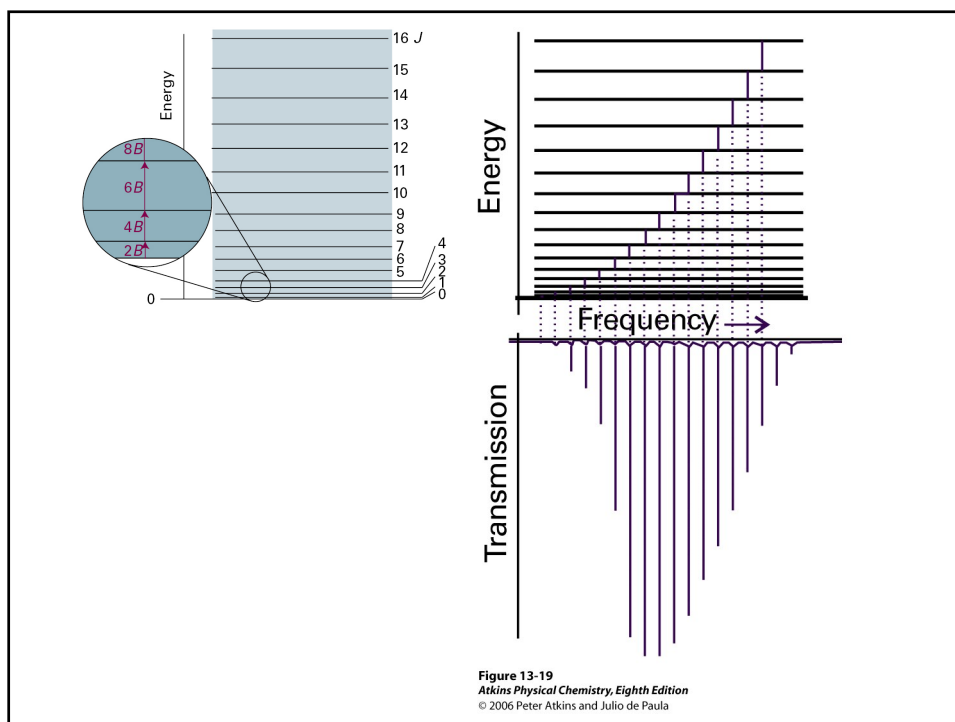 Energy
16 J
15
14
13
12
11
10
9
8
7
6
5
4
3
2
1
0
8B
6B
4B
2B
0
Energy
Frequency
Transmission
Figure 13-19
Atkins Physical Chemistry, Eighth Edition
© 2006 Peter Atkins and Julio de Paula